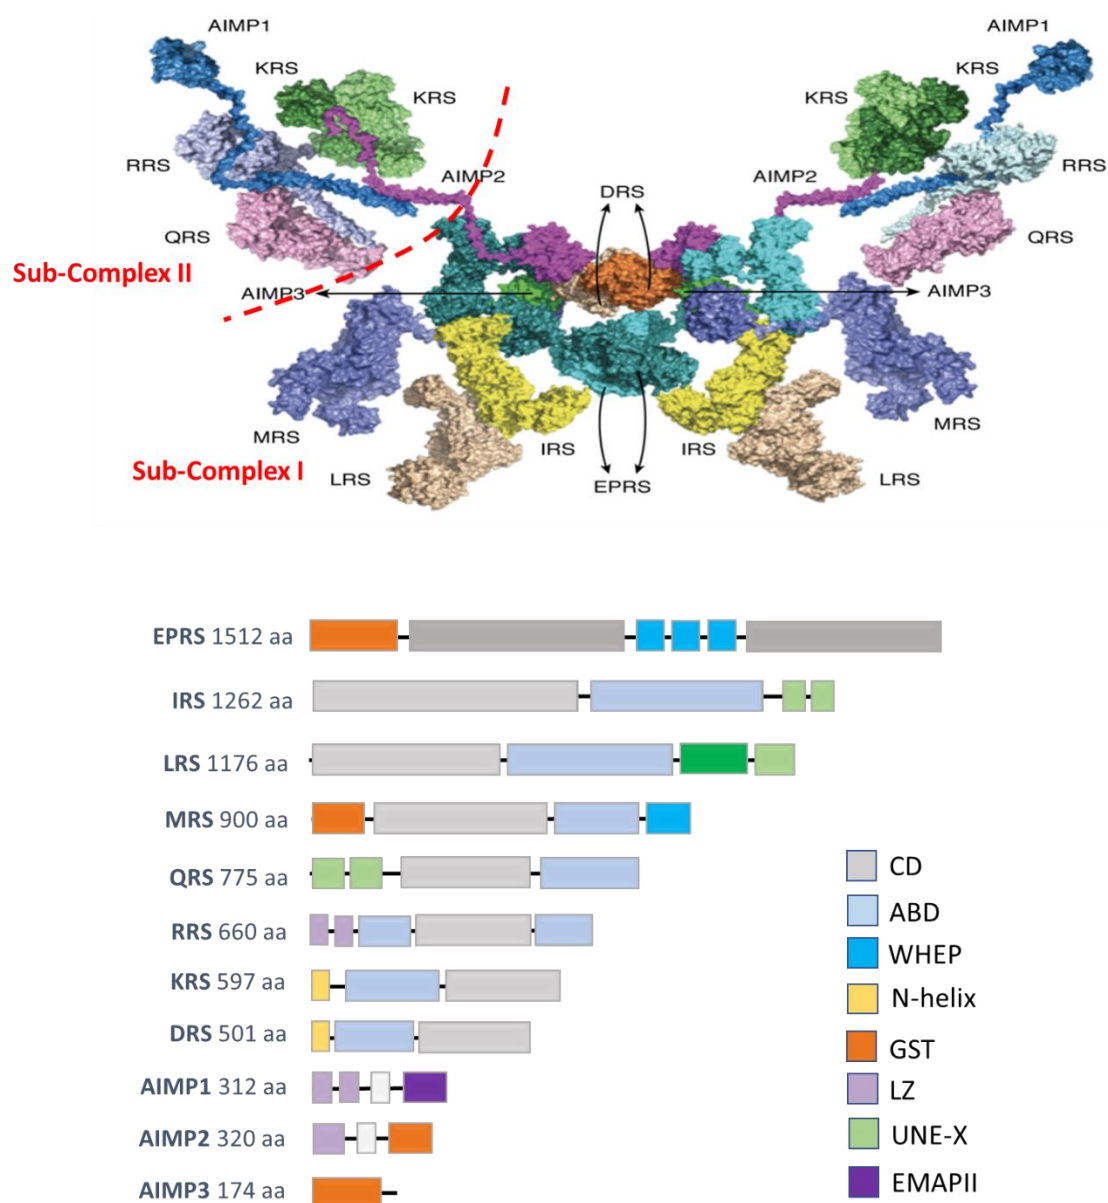 AIMP1
AIMP1
KRS
KRS
KRS
KRS
RRS
AIMP2
DRS
AIMP2
RRS
QRS
QRS
Sub-Complex II
AIMP3
AIMP3
MRS
MRS
IRS
IRS
Sub-Complex I
LRS
LRS
EPRS
EPRS 1512 aa
IRS 1262 aa
LRS 1176 aa
MRS 900 aa
QRS 775 aa
RRS 660 aa
KRS 597 aa
DRS 501 aa
AIMP1 312 aa
AIMP2 320 aa
AIMP3 174 aa
CD
ABD
WHEP
N-helix
GST
LZ
UNE-X
EMAPII